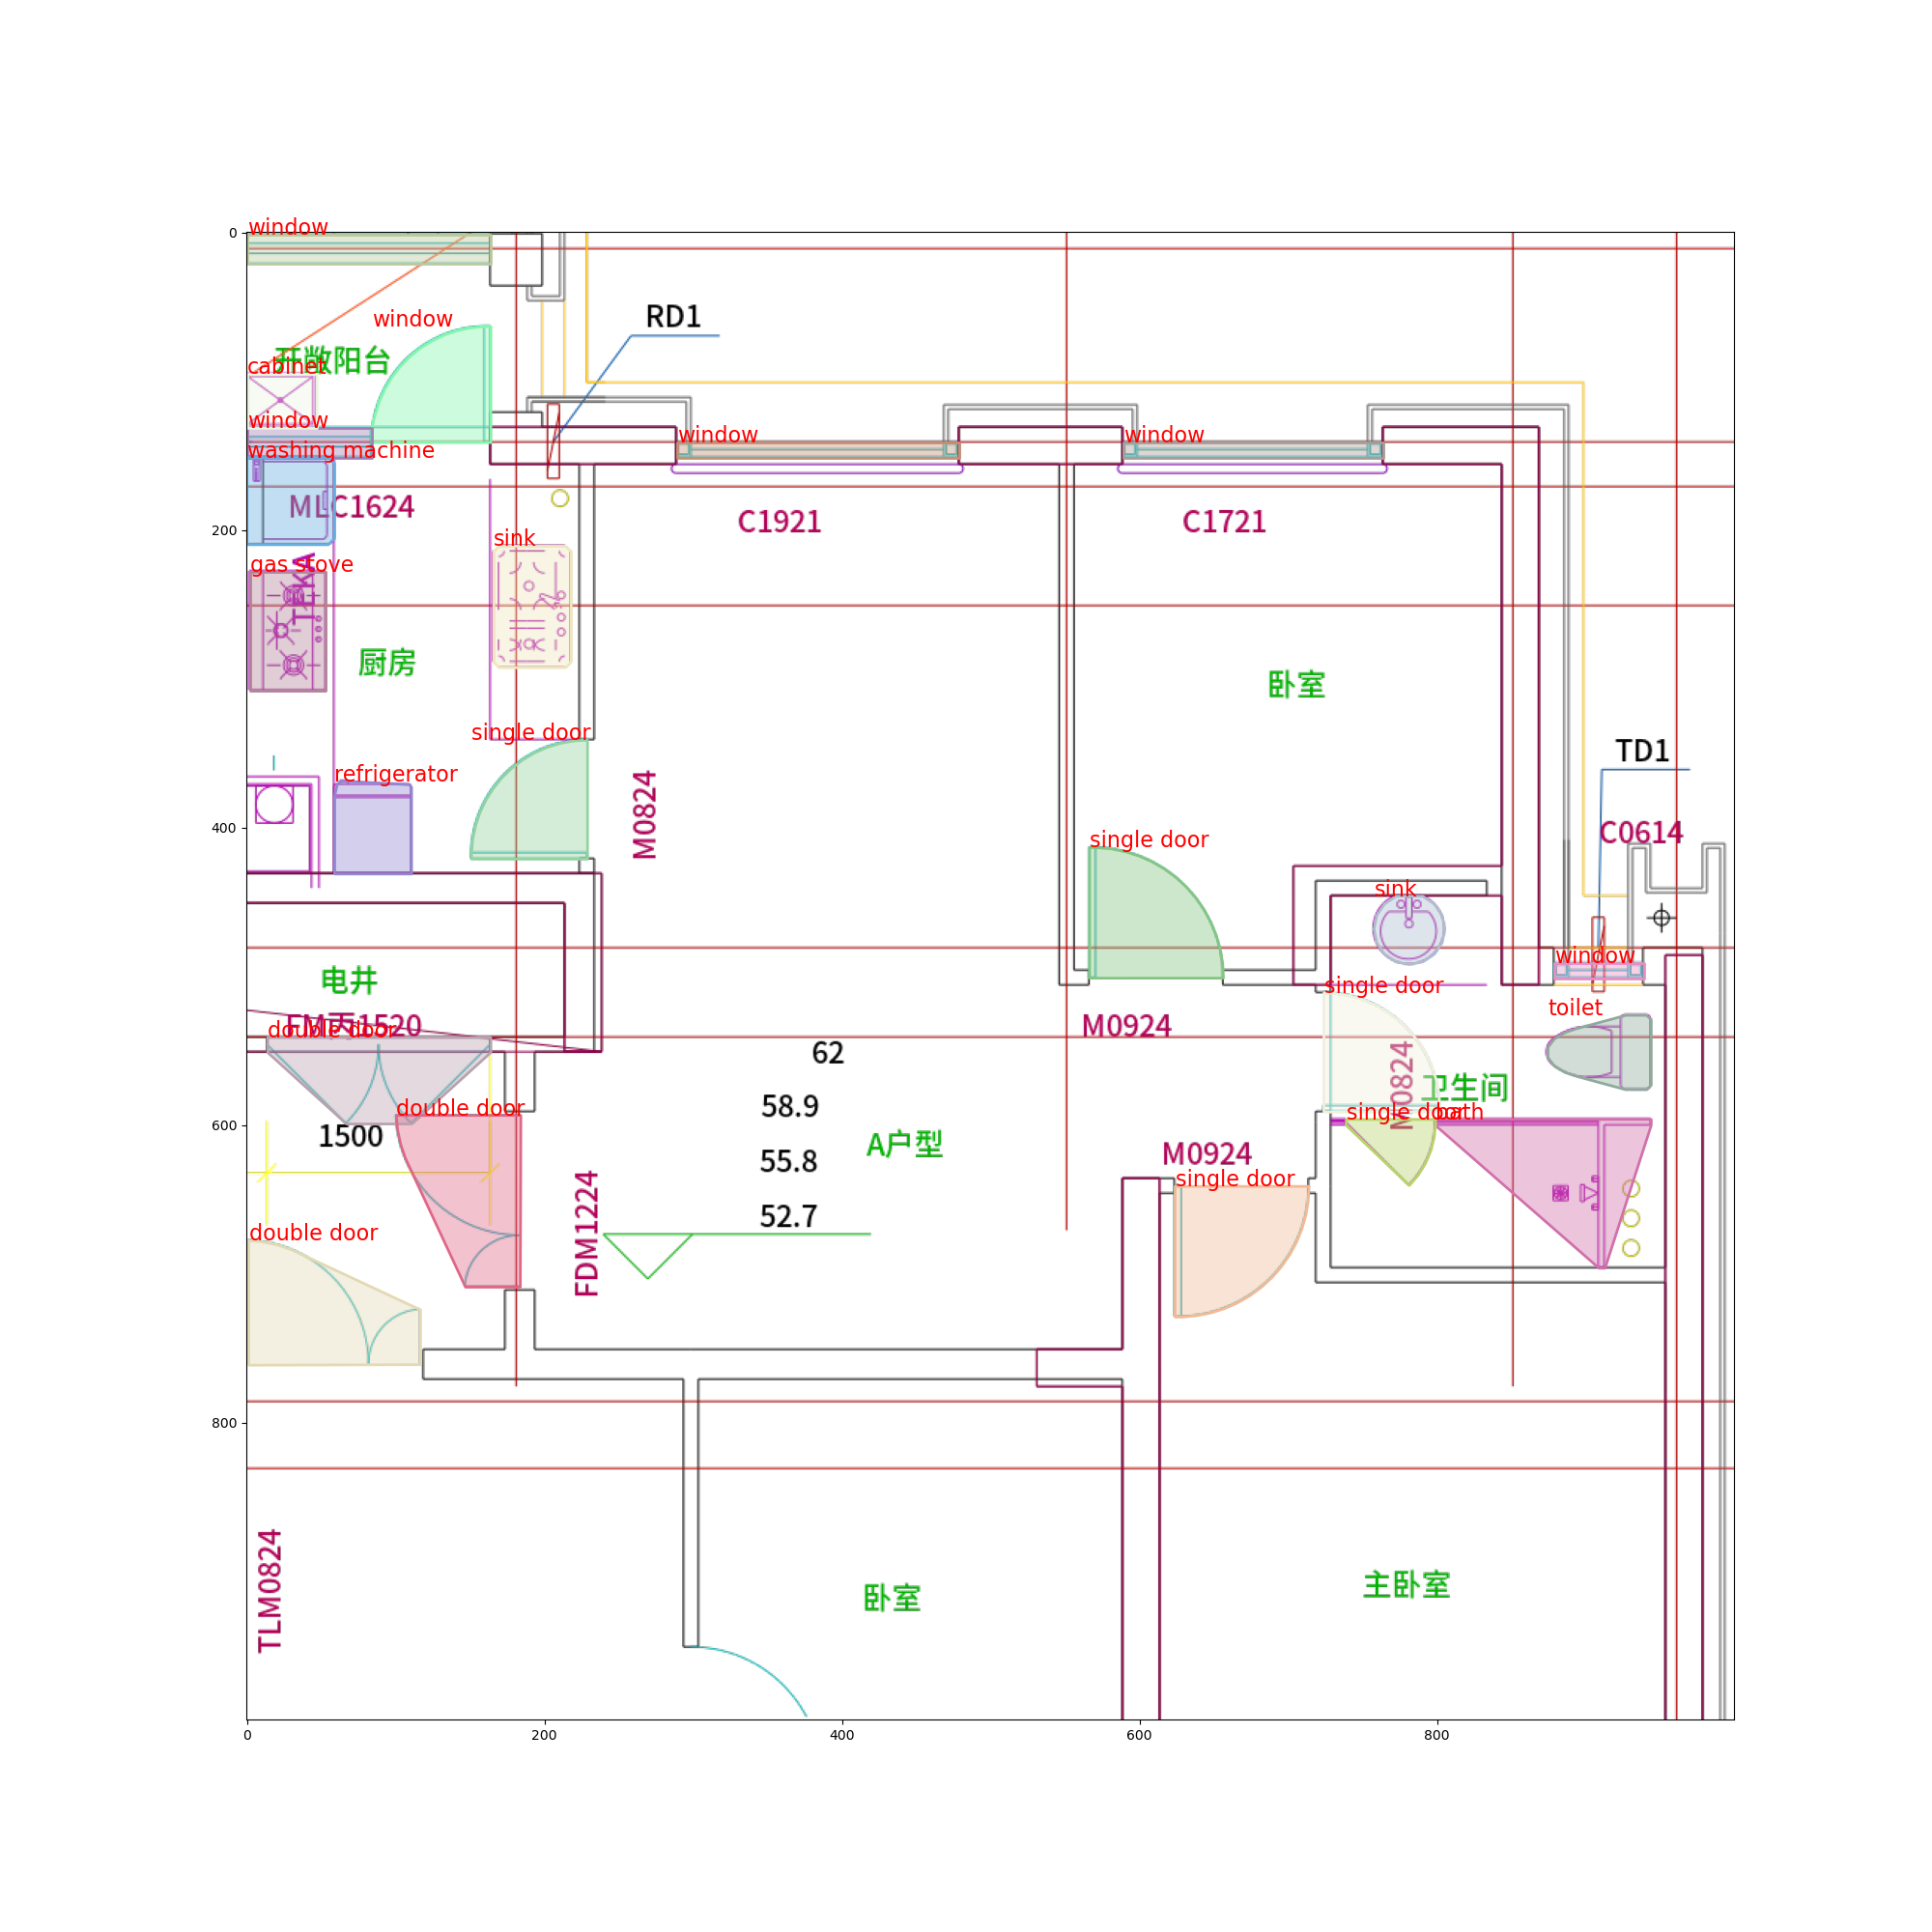 0
window
window
RD1
开敞阳台
cabinet
window
window
window
washing machine
MLC1624
C1921
C1721
200
sink
gas stove
TEKA
厨房
卧室
single door
TD1
refrigerator
M0824
400
C0614
single door
sink
window
电井
single door
toilet
FM丙1520
double door
M0924
62
M0824
卫生间
58.9
double door
single door
bath
600
1500
A户型
M0924
55.8
single door
FDM1224
52.7
double door
800
TLM0824
卧室
主卧室
0
200
400
600
800